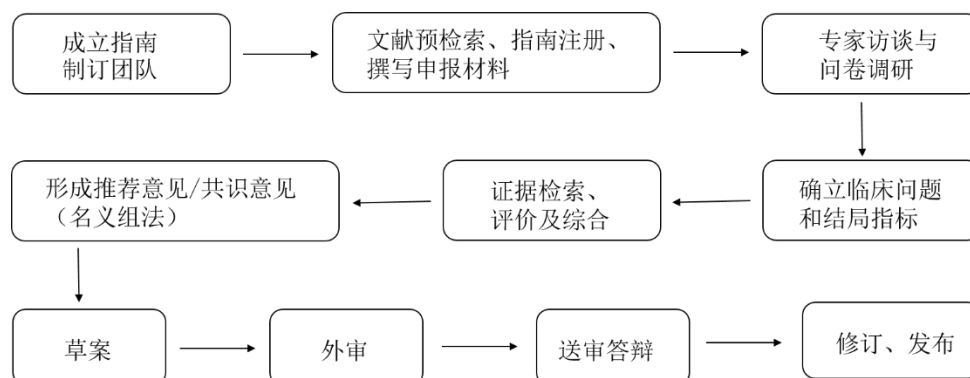 成立指南
制订团队
文献预检索、指南注册、
撰写申报材料
专家访谈与
问卷调研
确立临床问题
和结局指标
证据检索、
评价及综合
形成推荐意见/共识意见
（名义组法）
草案
外审
送审答辩
修订、发布